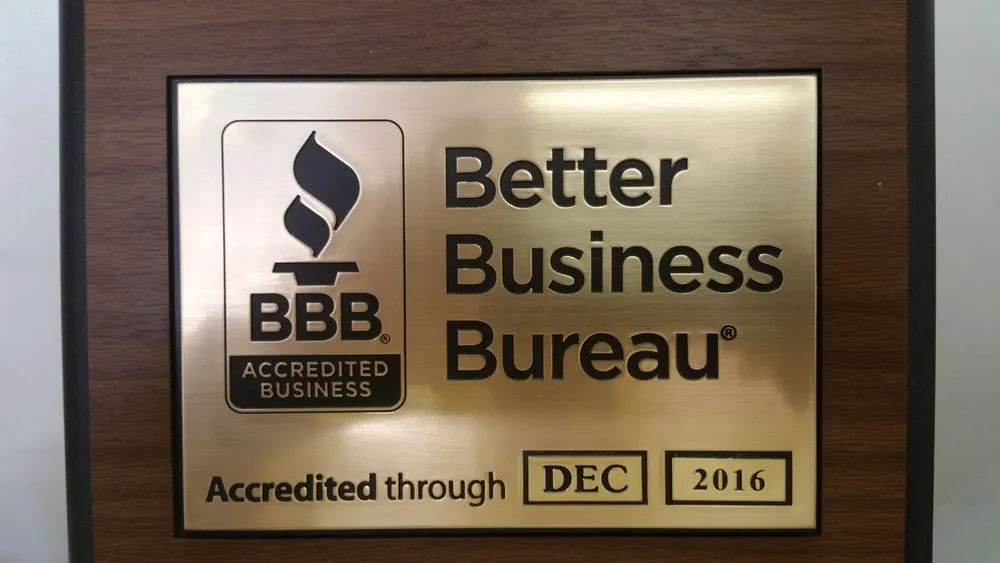 BBB®
ACCREDITED
BUSINESS
Better
Business
Bureau®
Accredited through DEC 2016